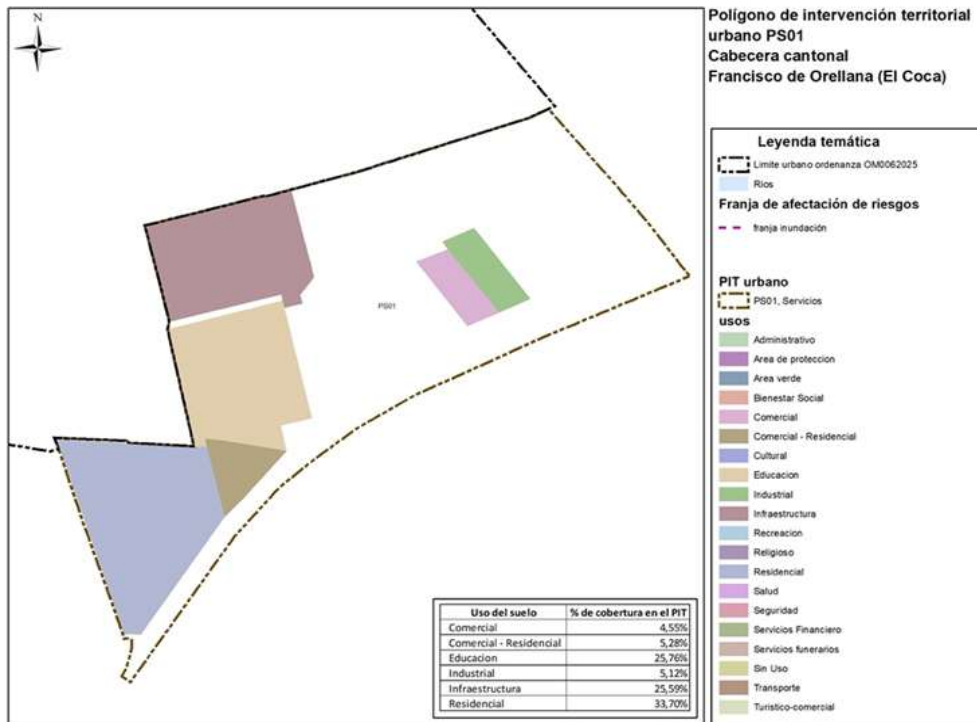 N
Polígono de intervención territorial
urbano PS01
Cabecera cantonal
Francisco de Orellana (El Coca)
Leyenda temática
Limite urbano ordenanza OM0062025
Rios
Franja de afectación de riesgos
franja inundación
PIT urbano
PS01, Servicios
usos
Administrativo
Area de proteccion
Area verde
Bienestar Social
Comercial
Comercial - Residencial
Cultural
Educacion
Industrial
Infraestructura
Recreacion
Religioso
Residencial
Salud
Seguridad
Servicios Financiero
Servicios funerarios
Sin Uso
Transporte
Turistico-comercial
PS01
Uso del suelo % de cobertura en el PIT
Comercial 4,55%
Comercial - Residencial 5,28%
Educacion 25,76%
Industrial 5,12%
Infraestructura 25,59%
Residencial 33,70%